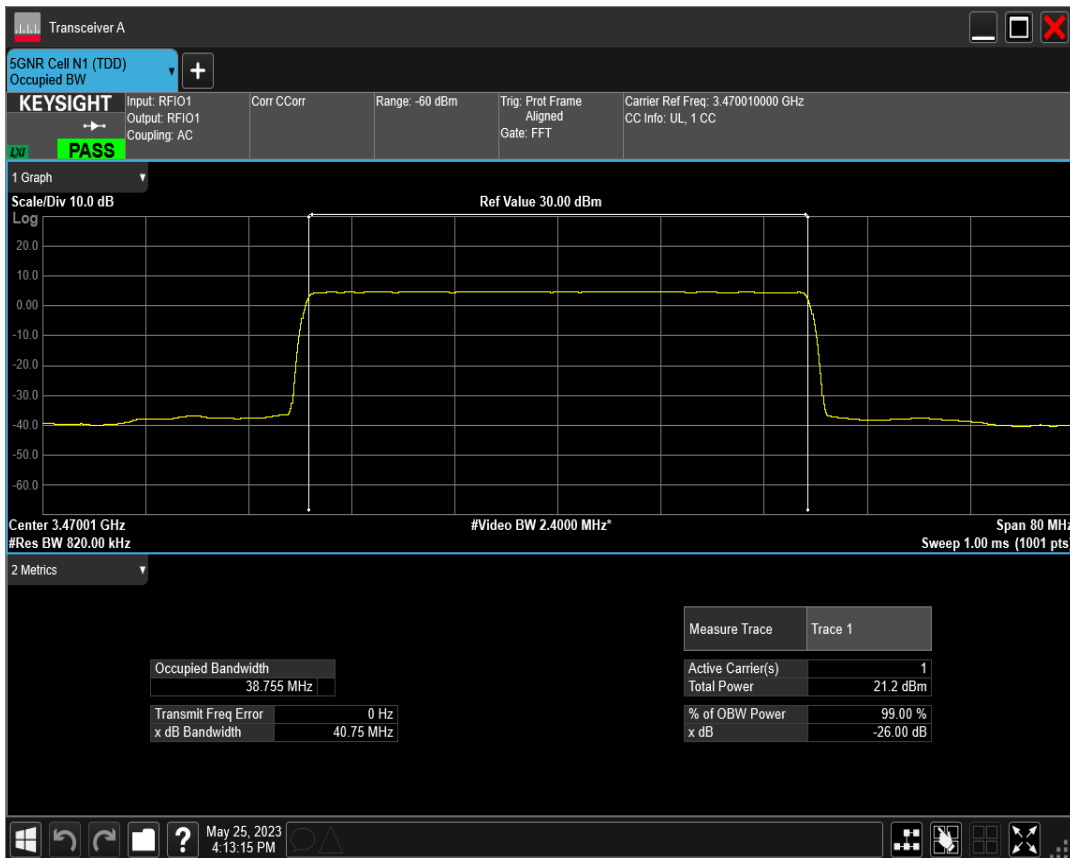 Transceiver A
5GNR Cell N1 (TDD)
Occupied BW
+
KEYSIGHT
LXI
PASS
Input: RFIO1
Output: RFIO1
Coupling: AC
Corr CCorr
Range: -60 dBm
Trig: Prot Frame
Aligned
Gate: FFT
Carrier Ref Freq: 3.470010000 GHz
CC Info: UL, 1 CC
1 Graph
Scale/Div 10.0 dB
Ref Value 30.00 dBm
Log
20.0
10.0
0.00
-10.0
-20.0
-30.0
-40.0
-50.0
-60.0
Center 3.47001 GHz
#Video BW 2.4000 MHz*
Span 80 MHz
#Res BW 820.00 kHz
Sweep 1.00 ms (1001 pts)
2 Metrics
Measure Trace Trace 1
Occupied Bandwidth
38.755 MHz
Active Carrier(s) 1
Total Power 21.2 dBm
Transmit Freq Error 0 Hz
x dB Bandwidth 40.75 MHz
% of OBW Power 99.00 %
x dB -26.00 dB
?
May 25, 2023
4:13:15 PM